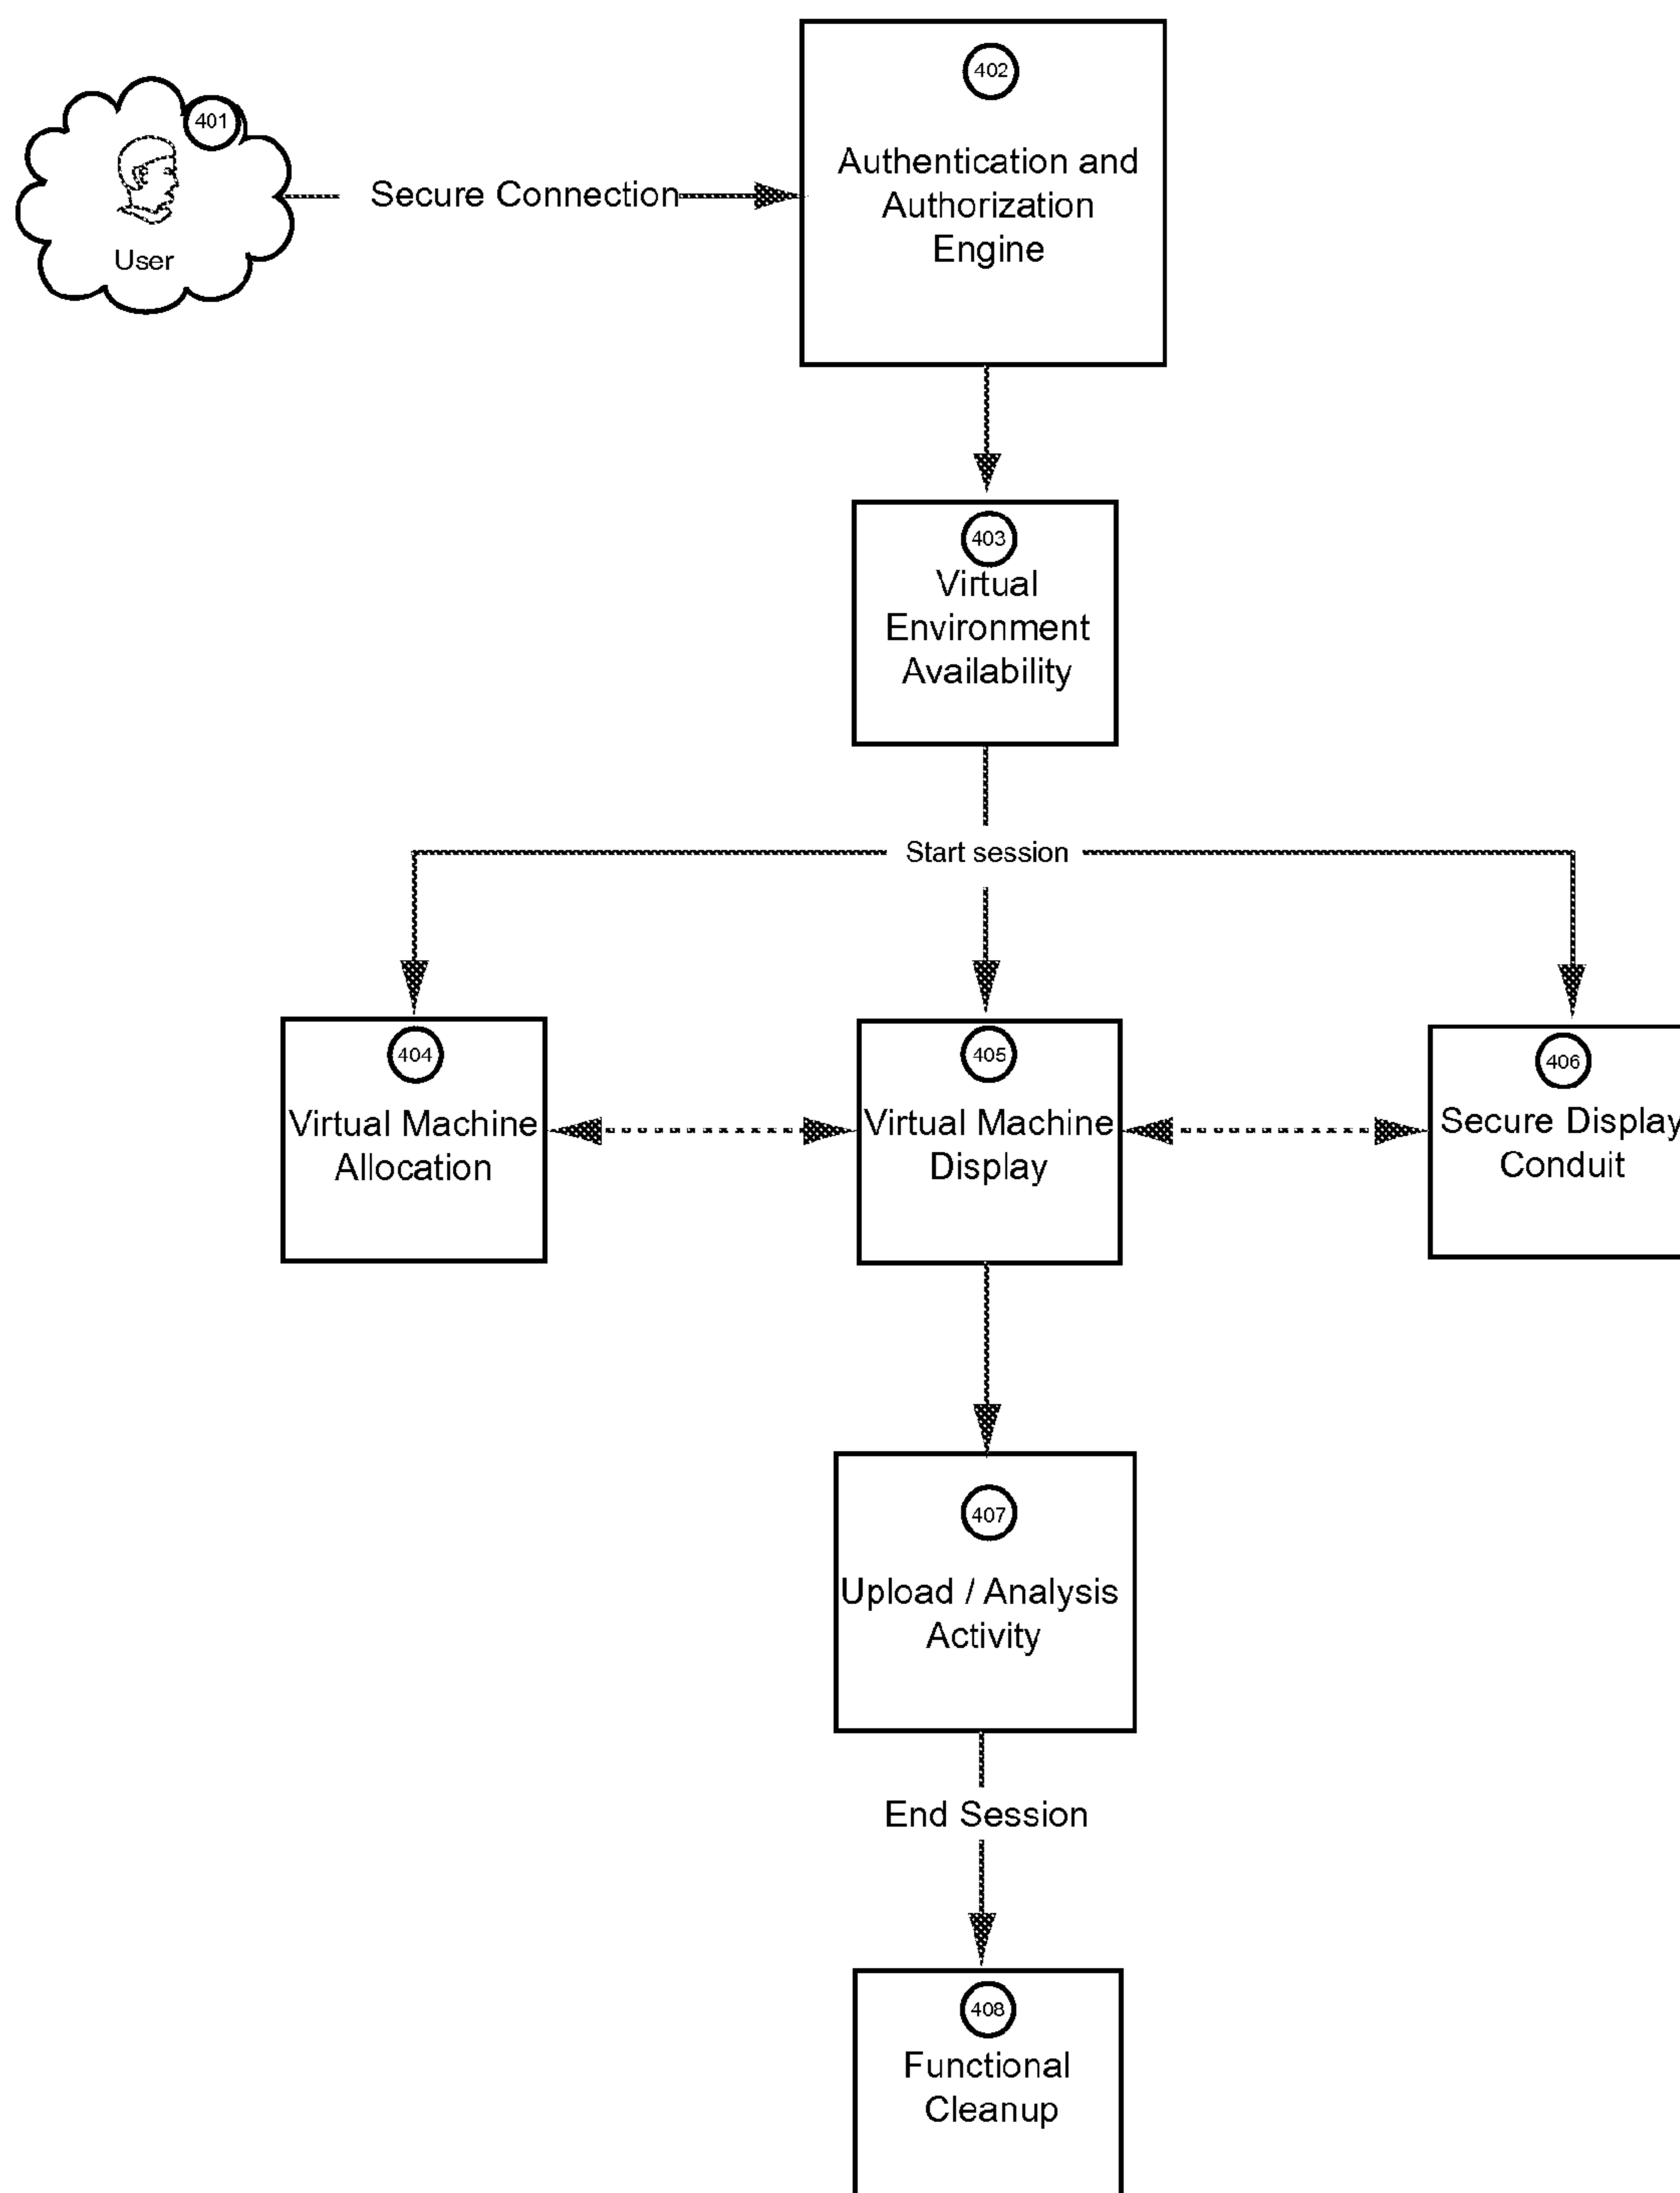 402
401
Authentication and
Authorization
Engine
Secure Connection
User
403
Virtual
Environment
Availability
Start session
404
Virtual Machine
Allocation
405
Virtual Machine
Display
406
Secure Display
Conduit
407
Upload / Analysis
Activity
End Session
408
Functional
Cleanup